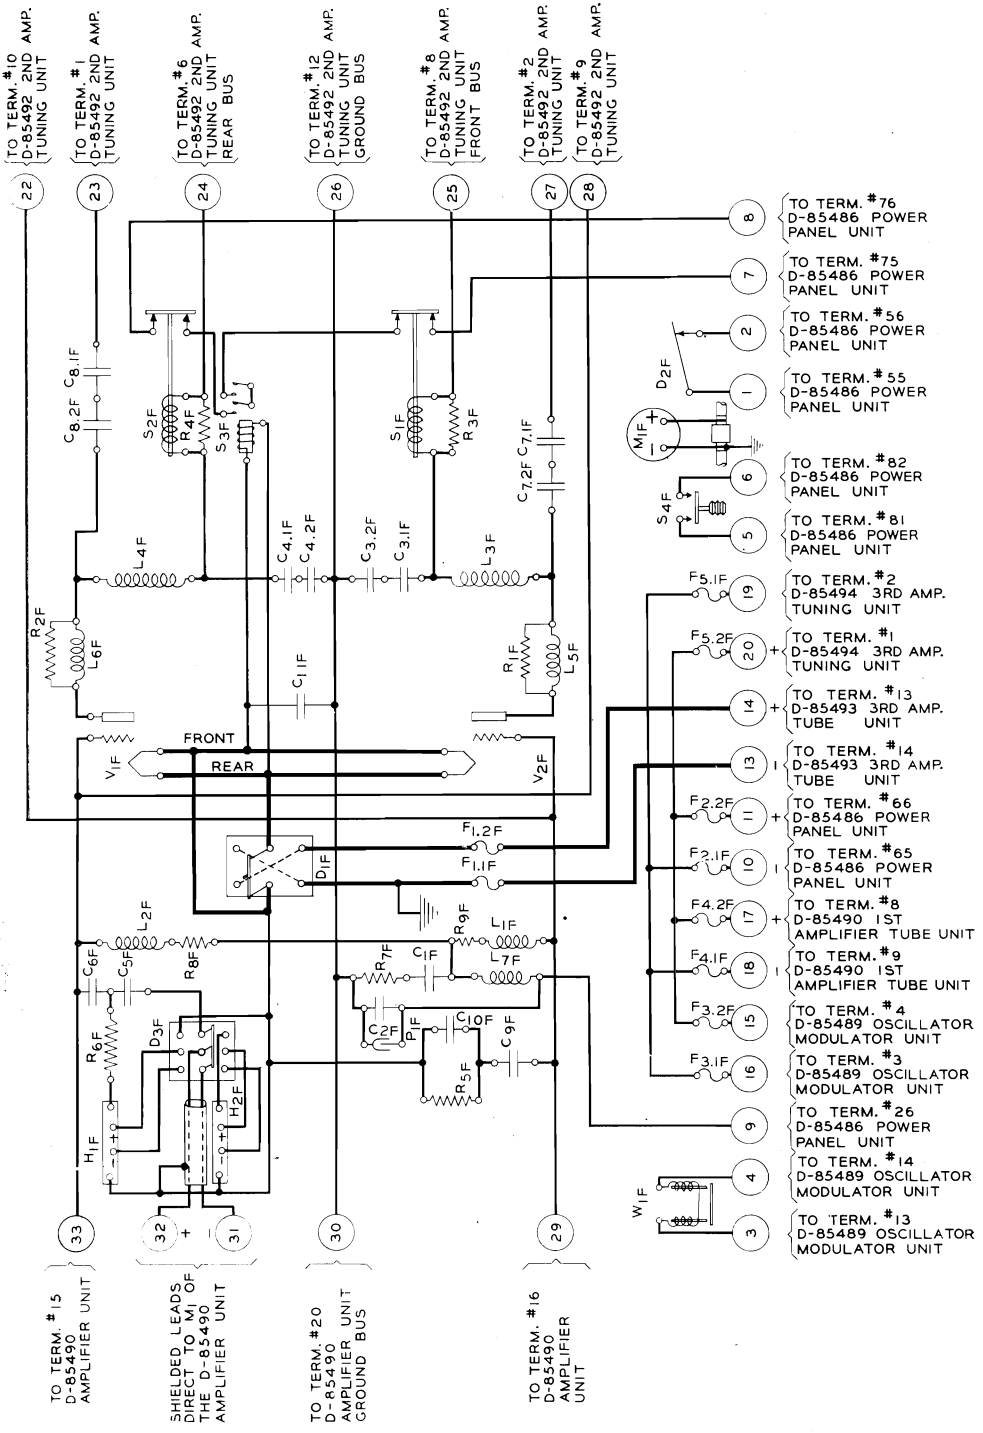 22
TO TERM. #10
D-85492 2ND AMP.
TUNING UNIT
23
TO TERM. #1
D-85492 2ND AMP.
TUNING UNIT
24
TO TERM. #6
D-85492 2ND AMP.
TUNING UNIT
REAR BUS
26
TO TERM. #12
D-85492 2ND AMP.
TUNING UNIT
GROUND BUS
25
TO TERM. #8
D-85492 2ND AMP.
TUNING UNIT
FRONT BUS
27
TO TERM. #2
D-85492 2ND AMP.
TUNING UNIT
28
TO TERM. #9
D-85492 2ND AMP.
TUNING UNIT
8
TO TERM. #76
D-85486 POWER
PANEL UNIT
7
TO TERM. #75
D-85486 POWER
PANEL UNIT
2
TO TERM. #56
D-85486 POWER
PANEL UNIT
D2F
1
TO TERM. #55
D-85486 POWER
PANEL UNIT
M1F
+
−
6
TO TERM. #82
D-85486 POWER
PANEL UNIT
S4F
5
TO TERM. #81
D-85486 POWER
PANEL UNIT
F5.1F
19
TO TERM. #2
D-85494 3RD AMP.
TUNING UNIT
F5.2F
20
+
TO TERM. #1
D-85494 3RD AMP.
TUNING UNIT
14
+
TO TERM. #13
D-85493 3RD AMP.
TUBE UNIT
13
−
TO TERM. #14
D-85493 3RD AMP.
TUBE UNIT
F2.2F
11
+
TO TERM. #66
D-85486 POWER
PANEL UNIT
F2.1F
10
−
TO TERM. #65
D-85486 POWER
PANEL UNIT
F4.2F
17
+
TO TERM. #8
D-85490 1ST
AMPLIFIER TUBE UNIT
F4.1F
18
−
TO TERM. #9
D-85490 1ST
AMPLIFIER TUBE UNIT
F3.2F
15
TO TERM. #4
D-85489 OSCILLATOR
MODULATOR UNIT
F3.1F
16
TO TERM. #3
D-85489 OSCILLATOR
MODULATOR UNIT
9
TO TERM. #26
D-85486 POWER
PANEL UNIT
W1F
4
TO TERM. #14
D-85489 OSCILLATOR
MODULATOR UNIT
3
TO TERM. #13
D-85489 OSCILLATOR
MODULATOR UNIT
C8.1F
C8.2F
S2F
R4F
S3F
S1F
R3F
C7.1F
C7.2F
L4F
C4.1F
C4.2F
C3.2F
C3.1F
L3F
R2F
L6F
C11F
R1F
L5F
V1F
FRONT
REAR
V2F
D1F
F1.2F
F1.1F
L2F
R8F
C6F
C5F
R9F
L1F
R7F
C1F
L7F
C2F
P1F
C10F
C9F
R5F
R6F
D3F
H1F
−
+
H2F
−
+
33
TO TERM. #15
D-85490
AMPLIFIER UNIT
32
+
−
31
SHIELDED LEADS
DIRECT TO M1 OF
THE D-85490
AMPLIFIER UNIT
30
TO TERM. #20
D-85490
AMPLIFIER UNIT
GROUND BUS
29
TO TERM. #16
D-85490
AMPLIFIER
UNIT